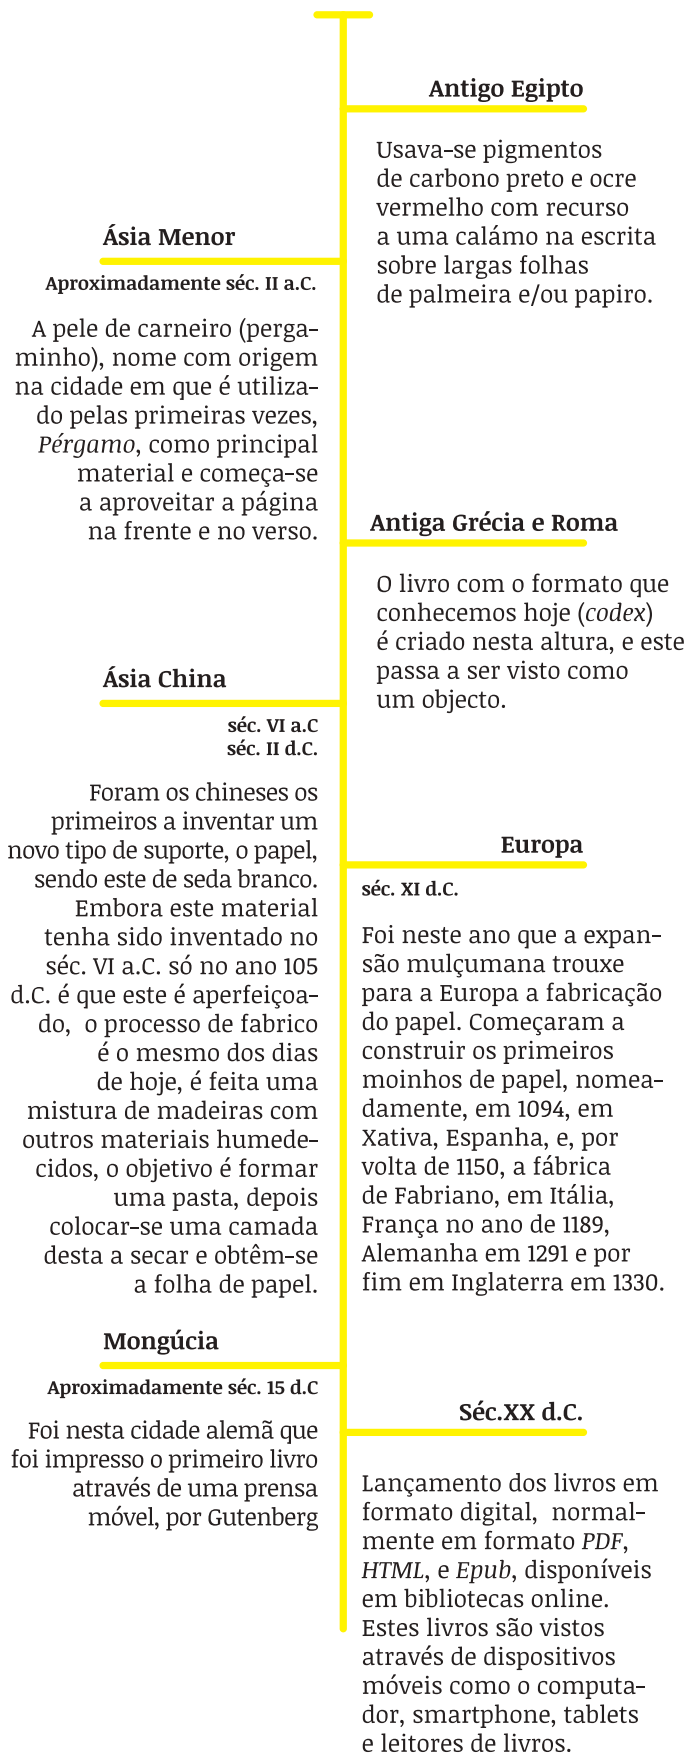 Antigo Egipto
Usava-se pigmentos
de carbono preto e ocre
vermelho com recurso
a uma calámo na escrita
sobre largas folhas
de palmeira e/ou papiro.
Ásia Menor
Aproximadamente séc. II a.C.
A pele de carneiro (perga-
minho), nome com origem
na cidade em que é utiliza-
do pelas primeiras vezes,
Pérgamo, como principal
material e começa-se
a aproveitar a página
na frente e no verso.
Antiga Grécia e Roma
O livro com o formato que
conhecemos hoje (codex)
é criado nesta altura, e este
passa a ser visto como
um objecto.
Ásia China
séc. VI a.C
séc. II d.C.
Foram os chineses os
primeiros a inventar um
novo tipo de suporte, o papel,
sendo este de seda branco.
Embora este material
tenha sido inventado no
séc. VI a.C. só no ano 105
d.C. é que este é aperfeiçoa-
do,  o processo de fabrico
é o mesmo dos dias
de hoje, é feita uma
mistura de madeiras com
outros materiais humede-
cidos, o objetivo é formar
uma pasta, depois
colocar-se uma camada
desta a secar e obtêm-se
a folha de papel.
Europa
séc. XI d.C.
Foi neste ano que a expan-
são mulçumana trouxe
para a Europa a fabricação
do papel. Começaram a
construir os primeiros
moinhos de papel, nomea-
damente, em 1094, em
Xativa, Espanha, e, por
volta de 1150, a fábrica
de Fabriano, em Itália,
França no ano de 1189,
Alemanha em 1291 e por
fim em Inglaterra em 1330.
Mongúcia
Aproximadamente séc. 15 d.C
Foi nesta cidade alemã que
foi impresso o primeiro livro
através de uma prensa
móvel, por Gutenberg
Séc.XX d.C.
Lançamento dos livros em
formato digital,  normal-
mente em formato PDF,
HTML, e Epub, disponíveis
em bibliotecas online.
Estes livros são vistos
através de dispositivos
móveis como o computa-
dor, smartphone, tablets
e leitores de livros.